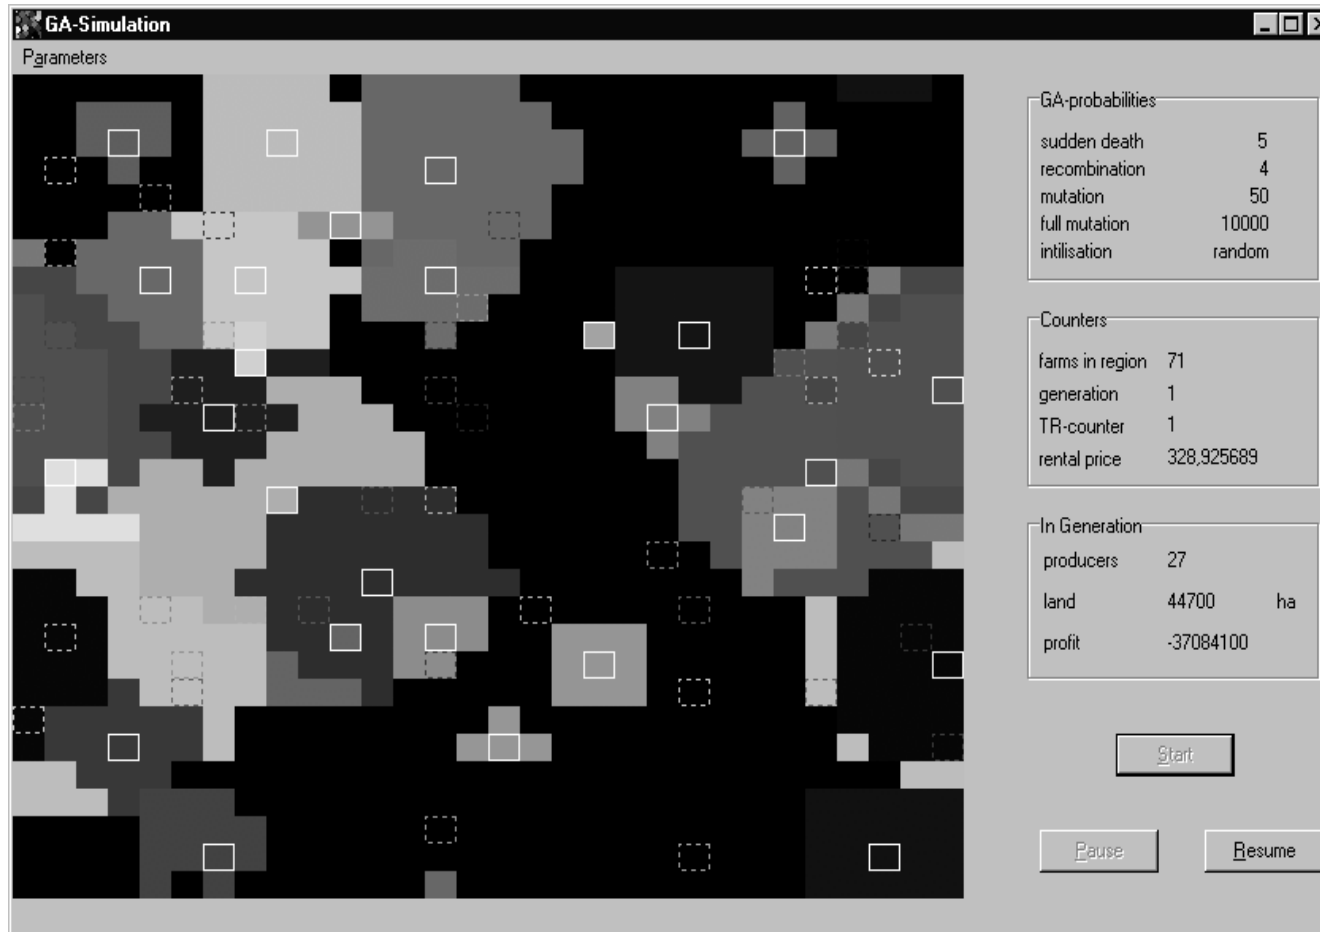 GA-Simulation
Parameters
GA-probabilities
sudden death 5
recombination 4
mutation 50
full mutation 10000
intilisation random
Counters
farms in region 71
generation 1
TR-counter 1
rental price 328,925689
In Generation
producers 27
land 44700 ha
profit -37084100
Start
Pause Resume